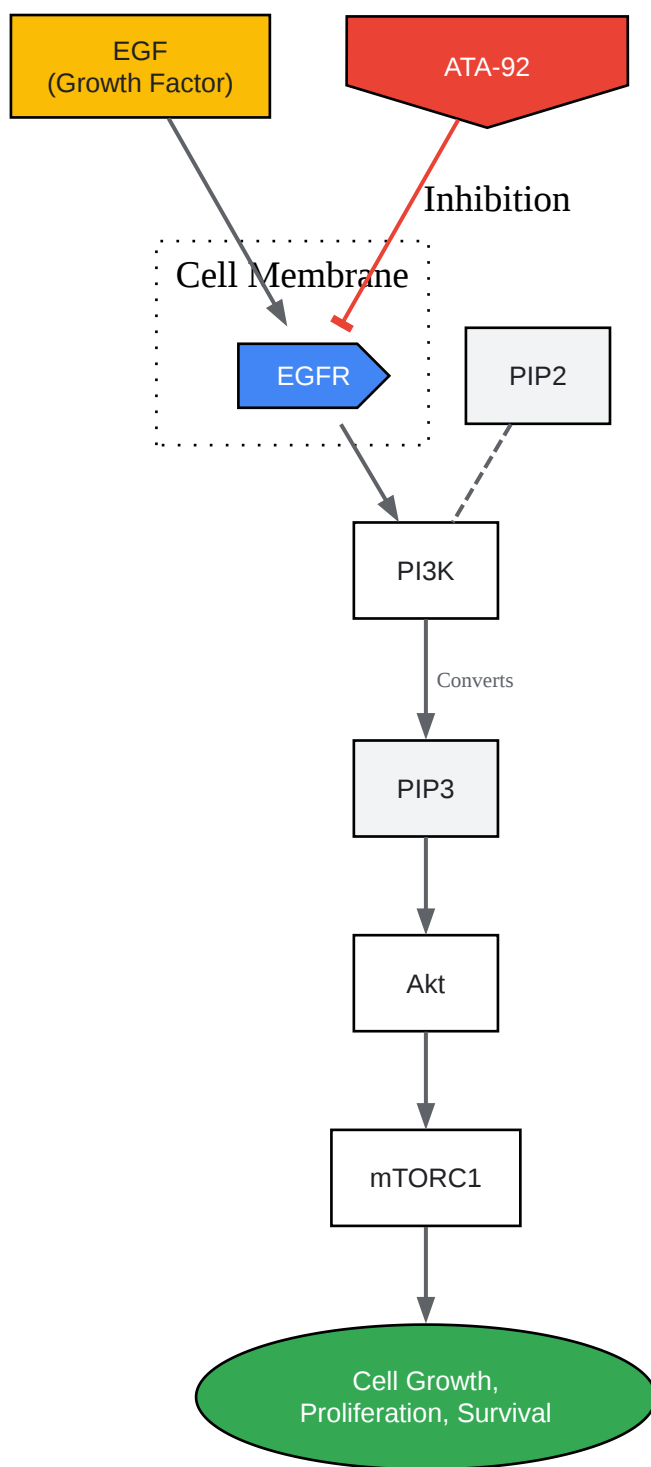 EGF
(Growth Factor)
ATA-92
Inhibition
Cell Membrane
EGFR
PIP2
PI3K
Converts
PIP3
Akt
mTORC1
Cell Growth,
Proliferation, Survival